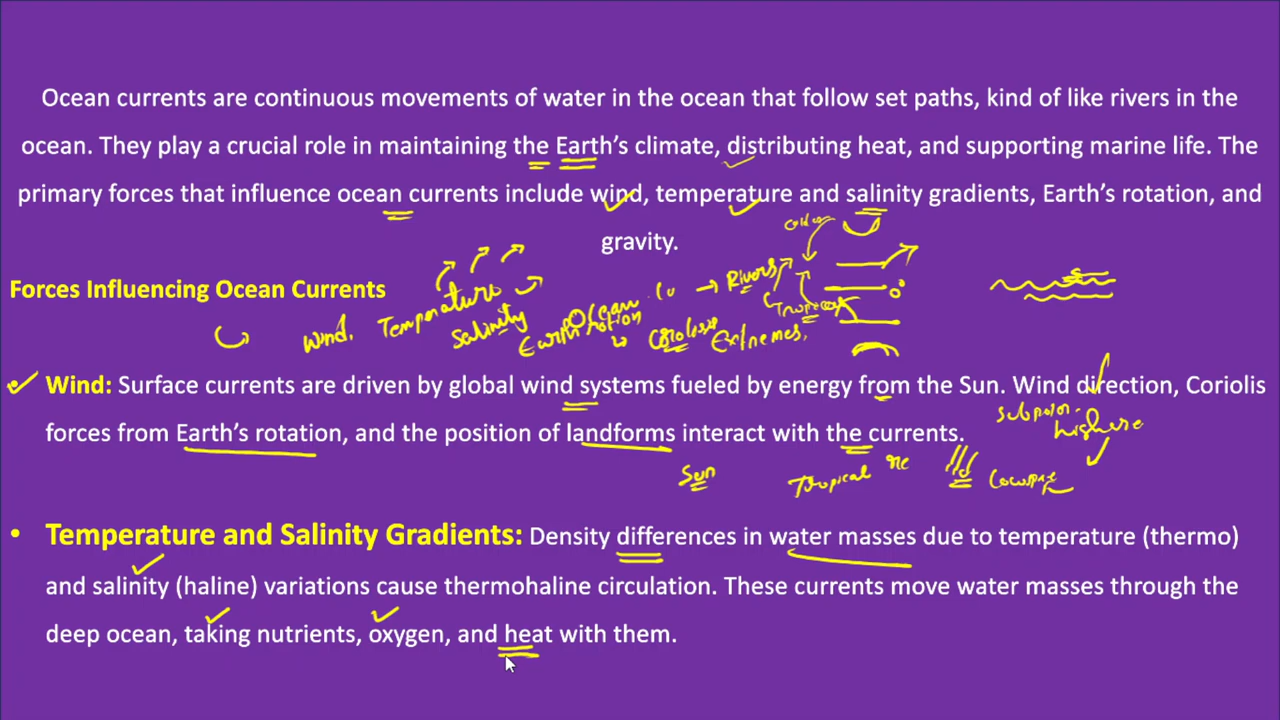 Ocean currents are continuous movements of water in the ocean that follow set paths, kind of like rivers in the
ocean. They play a crucial role in maintaining the Earth's climate, distributing heat, and supporting marine life. The
primary forces that influence ocean currents include wind, temperature and salinity gradients, Earth's rotation, and
gravity.
Forces Influencing Ocean Currents
Rivers
Wind. Temperature
Salinity
Extremes.
• Wind: Surface currents are driven by global wind systems fueled by energy from the Sun. Wind direction, Coriolis
forces from Earth's rotation, and the position of landforms interact with the currents.
Sun Tropical re
• Temperature and Salinity Gradients: Density differences in water masses due to temperature (thermo)
and salinity (haline) variations cause thermohaline circulation. These currents move water masses through the
deep ocean, taking nutrients, oxygen, and heat with them.